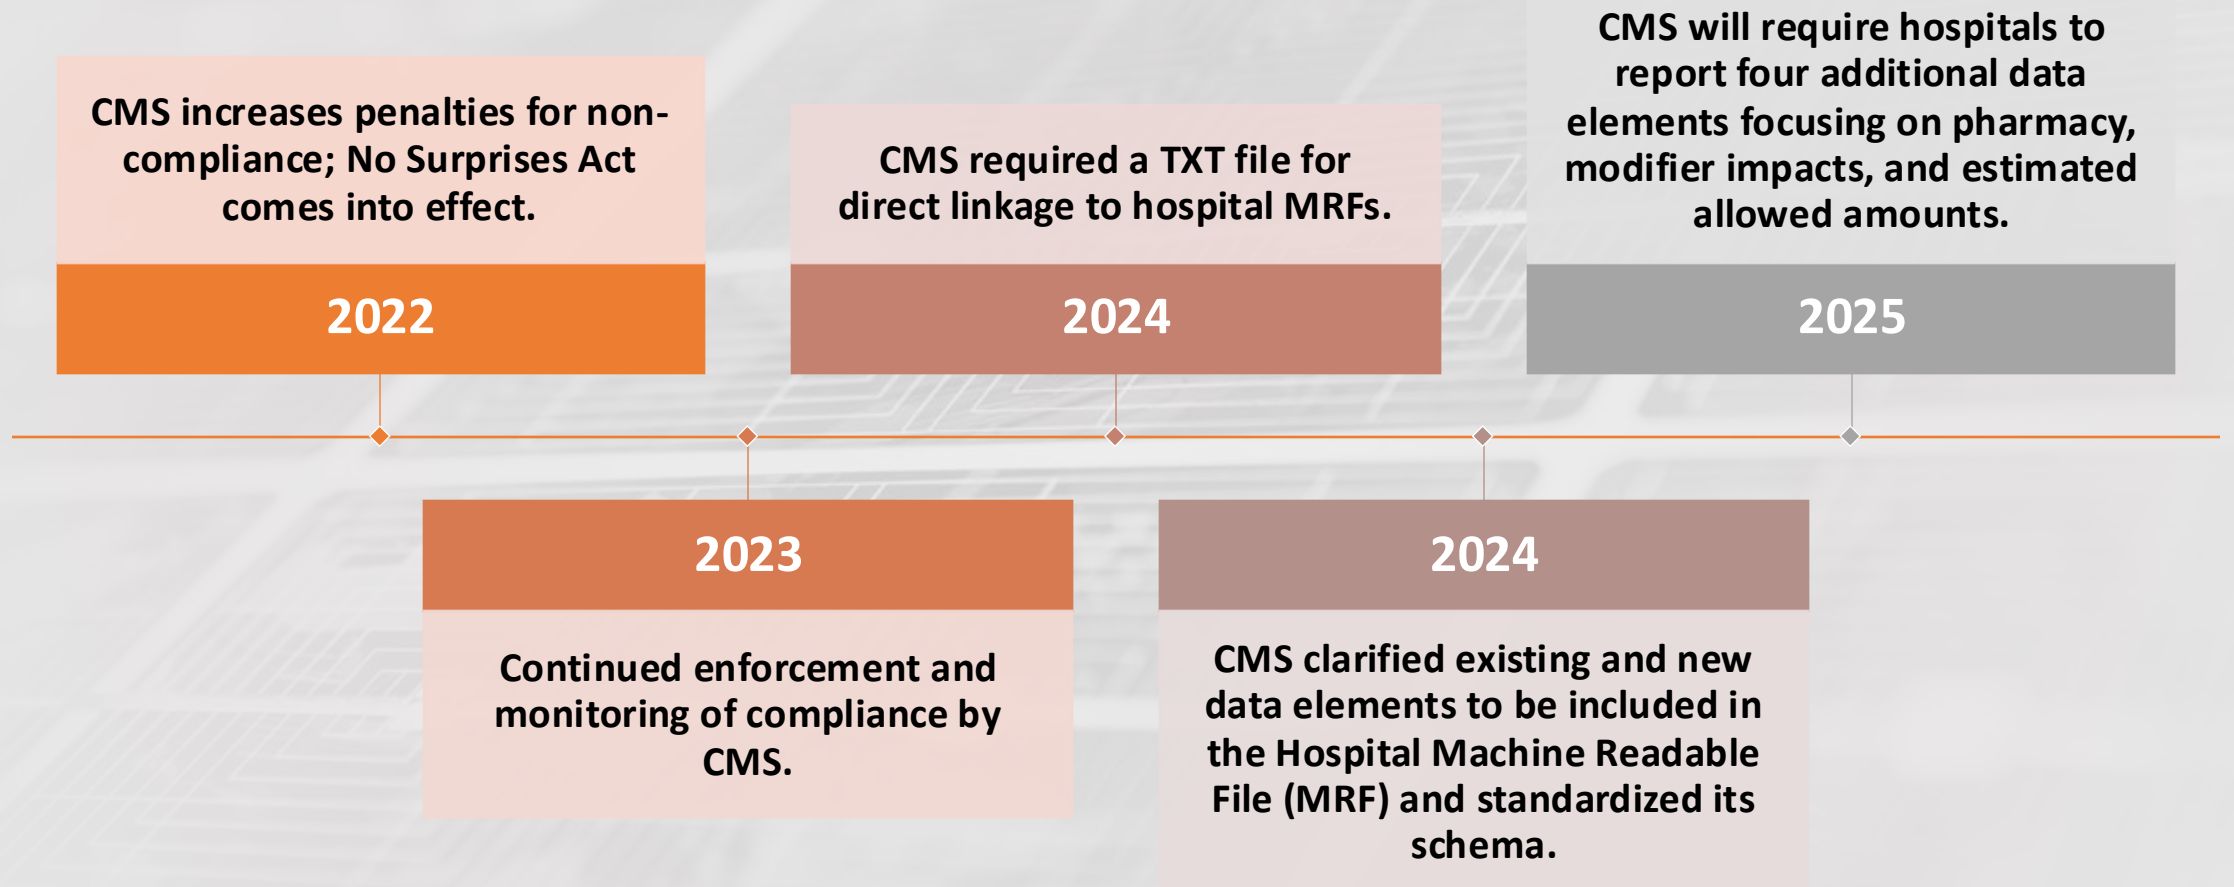 CMS increases penalties for non-
compliance; No Surprises Act
comes into effect.
2022
Continued enforcement and
monitoring of compliance by
CMS.
2023
CMS required a TXT file for
direct linkage to hospital MRFs.
2024
2024
CMS clarified existing and new
data elements to be included in
the Hospital Machine Readable
File (MRF) and standardized its
schema.
CMS will require hospitals to
report four additional data
elements focusing on pharmacy,
modifier impacts, and estimated
allowed amounts.
2025